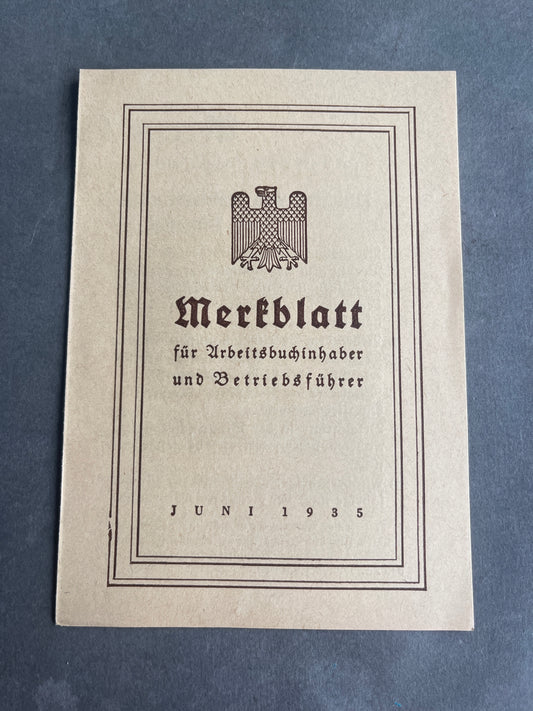 Merkblatt
für Arbeitsbuchinhaber
und Betriebsführer
JUNI 1935